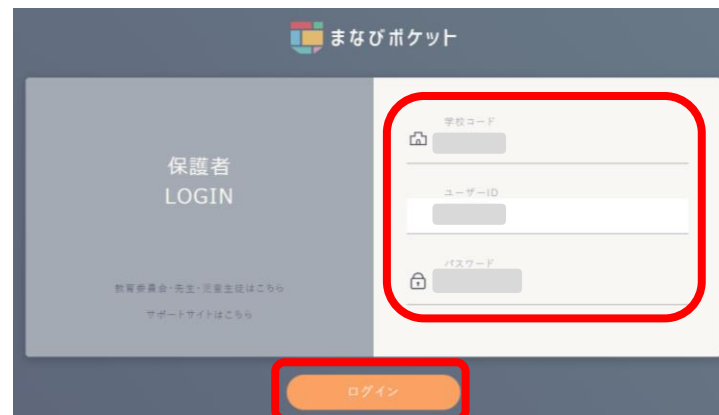 まなびポケット
保護者
LOGIN
教育委員会・先生・児童生徒はこちら
サポートサイトはこちら
学校コード
ユーザーID
パスワード
ログイン